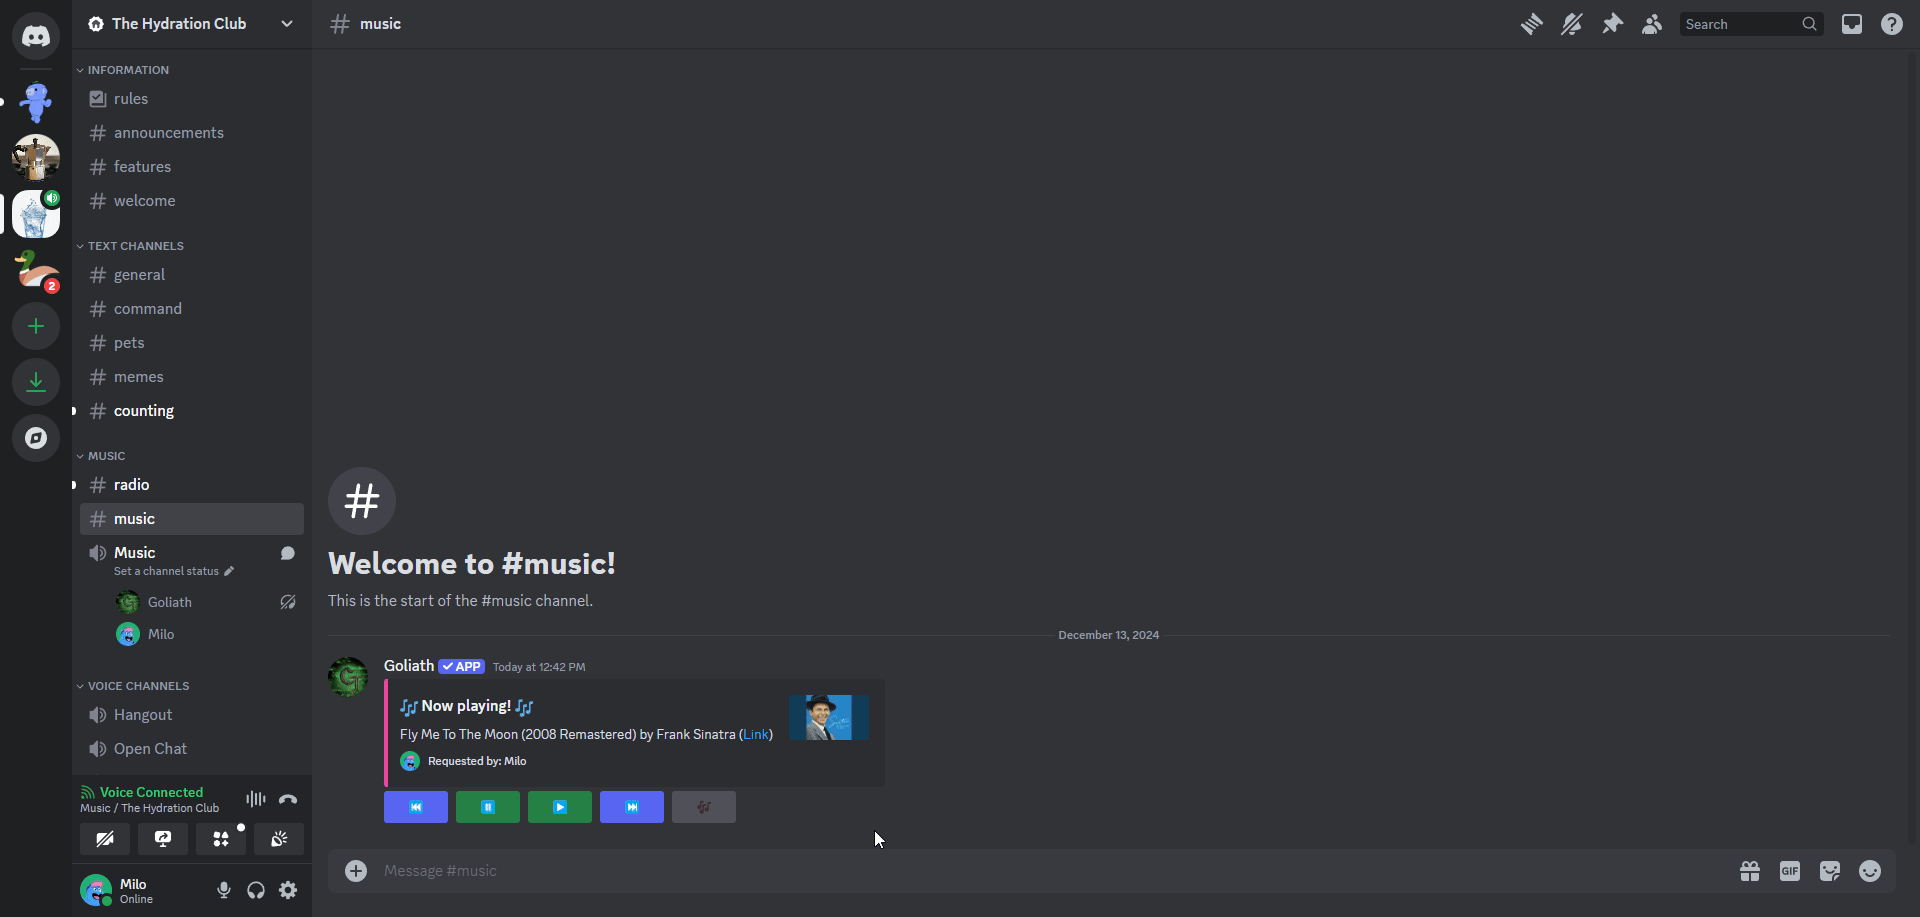 The Hydration Club
music
Search
INFORMATION
rules
announcements
features
welcome
TEXT CHANNELS
general
command
pets
memes
counting
MUSIC
radio
music
Music
Set a channel status
Goliath
Milo
VOICE CHANNELS
Hangout
Open Chat
Voice Connected
Music / The Hydration Club
Milo
Online
2
Welcome to #music!
This is the start of the #music channel.
December 13, 2024
Goliath APP Today at 12:42 PM
Now playing!
Fly Me To The Moon (2008 Remastered) by Frank Sinatra (Link)
Requested by: Milo
Message #music
GIF